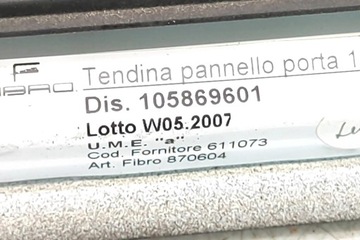 Tendina pannello porta 1
Dis. 105869601
Lotto W05.2007
U.M.E. "a"
Cod. Fornitore 611073
Art. Fibro 870604